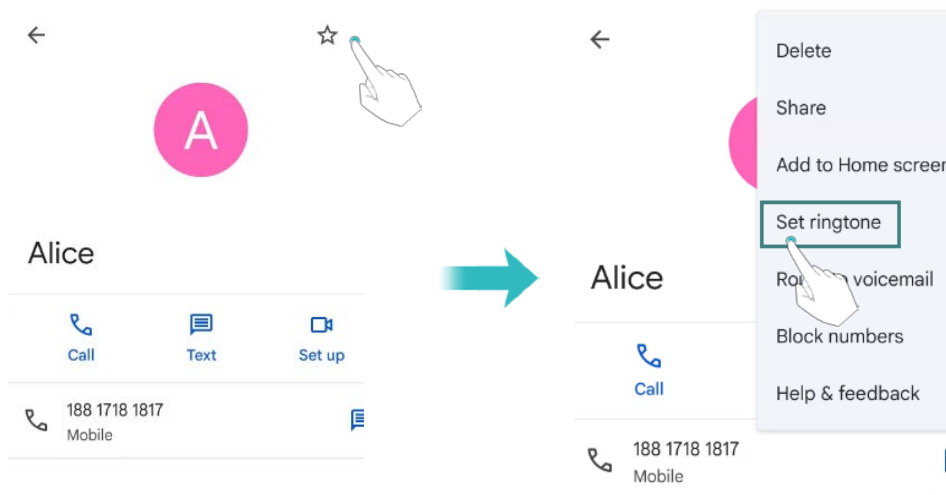 A
Alice
Call Text Set up
188 1718 1817
Mobile
Delete
Share
Add to Home screen
Set ringtone
voicemail
Block numbers
Help & feedback
Alice
Call
188 1718 1817
Mobile